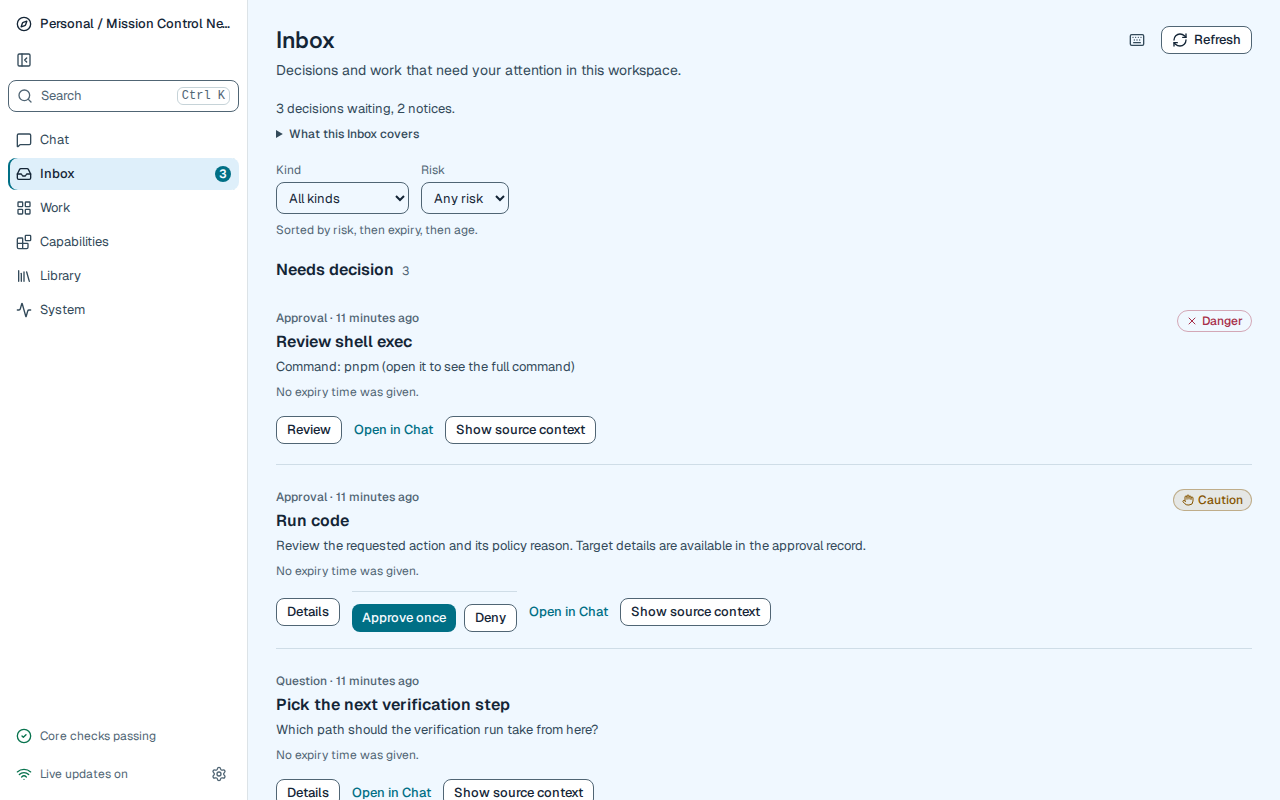 Personal / Mission Control Ne…
Search
Ctrl K
Chat
Inbox
3
Work
Capabilities
Library
System
Core checks passing
Live updates on
Inbox
Refresh
Decisions and work that need your attention in this workspace.
3 decisions waiting, 2 notices.
What this Inbox covers
Kind
Risk
All kinds
Any risk
Sorted by risk, then expiry, then age.
Needs decision 3
Approval · 11 minutes ago
Danger
Review shell exec
Command: pnpm (open it to see the full command)
No expiry time was given.
Review
Open in Chat
Show source context
Approval · 11 minutes ago
Caution
Run code
Review the requested action and its policy reason. Target details are available in the approval record.
No expiry time was given.
Details
Approve once
Deny
Open in Chat
Show source context
Question · 11 minutes ago
Pick the next verification step
Which path should the verification run take from here?
No expiry time was given.
Details
Open in Chat
Show source context